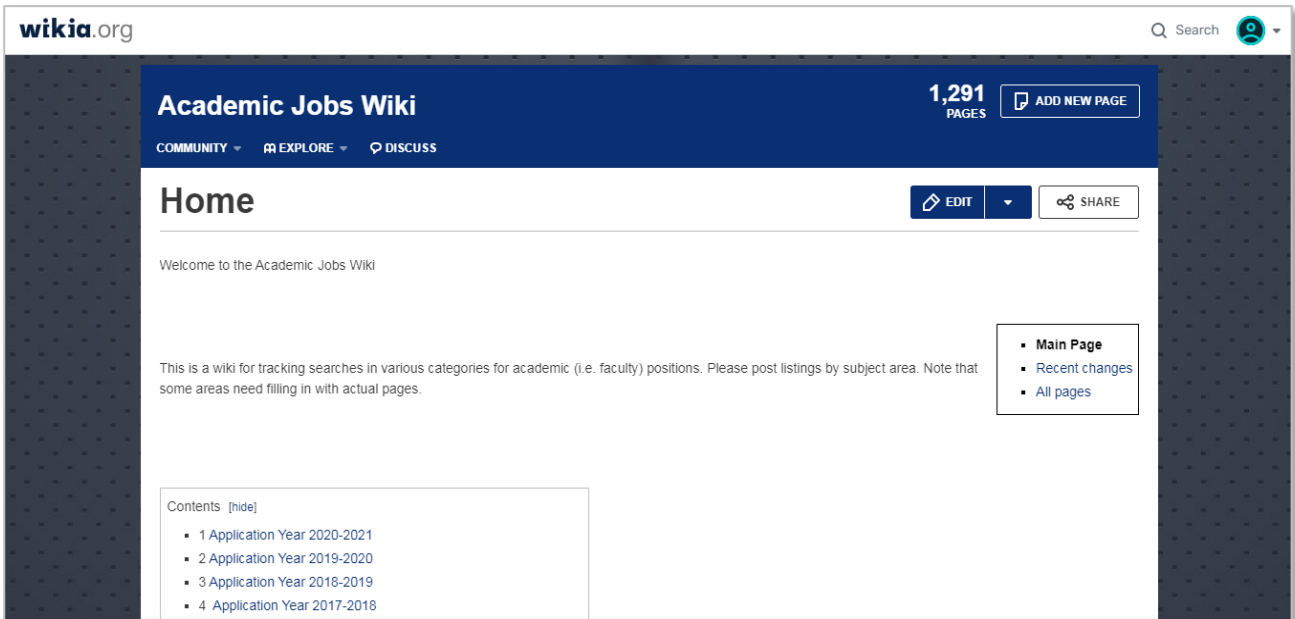 wikia.org
Search
Academic Jobs Wiki
1,291
PAGES
ADD NEW PAGE
COMMUNITY
EXPLORE
DISCUSS
Home
EDIT
SHARE
Welcome to the Academic Jobs Wiki
Main Page
Recent changes
All pages
This is a wiki for tracking searches in various categories for academic (i.e. faculty) positions. Please post listings by subject area. Note that
some areas need filling in with actual pages.
Contents [hide]
1 Application Year 2020-2021
2 Application Year 2019-2020
3 Application Year 2018-2019
4 Application Year 2017-2018